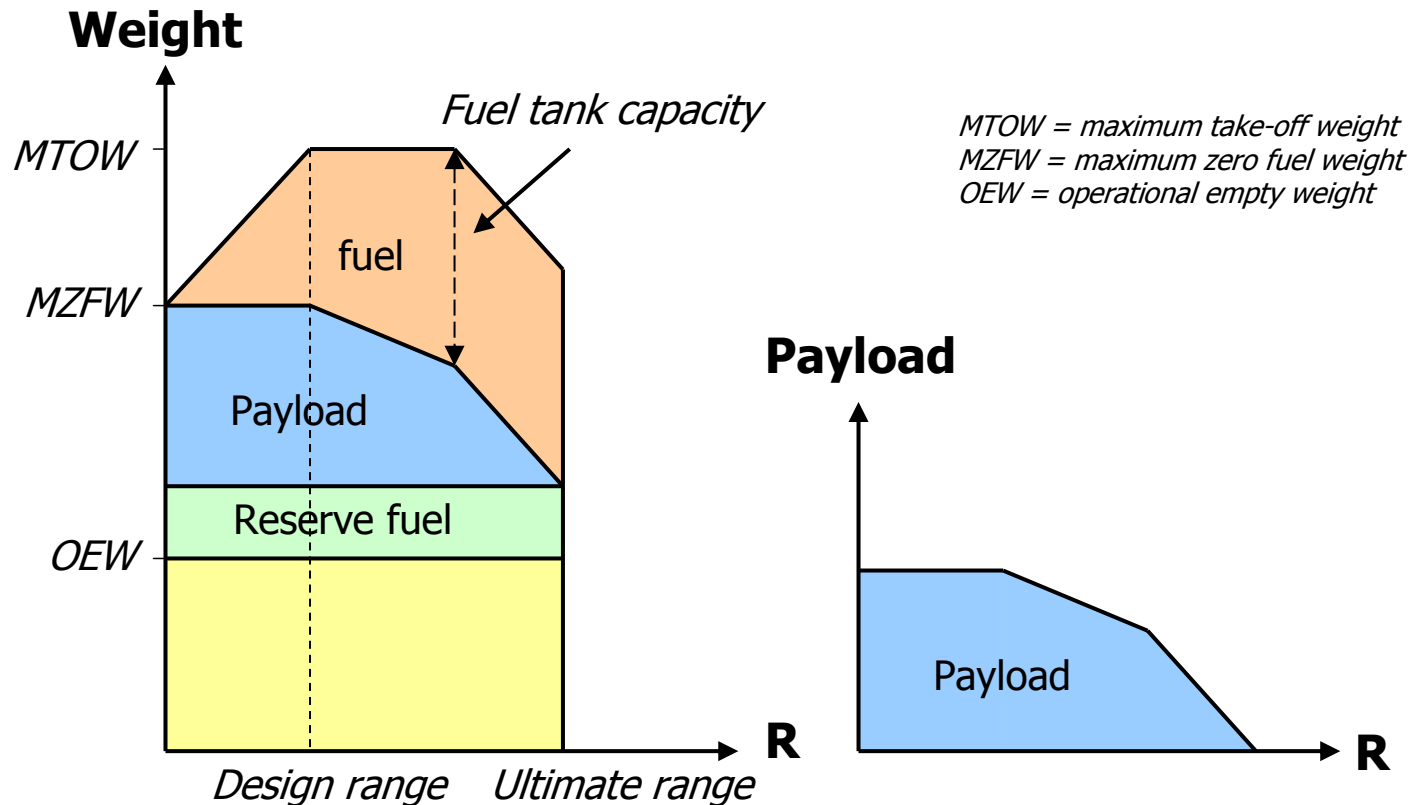 Weight
Fuel tank capacity
MTOW = maximum take-off weight
MZFW = maximum zero fuel weight
OEW = operational empty weight
MTOW
fuel
MZFW
Payload
Reserve fuel
OEW
R
Design range
Ultimate range
Payload
Payload
R